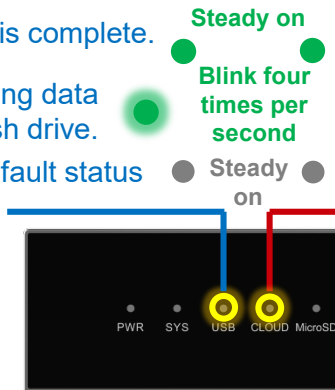 is complete.
Steady on
ng data
sh drive.
Blink four
times per
second
fault status
Steady
on
PWR SYS USB CLOUD MicroSD